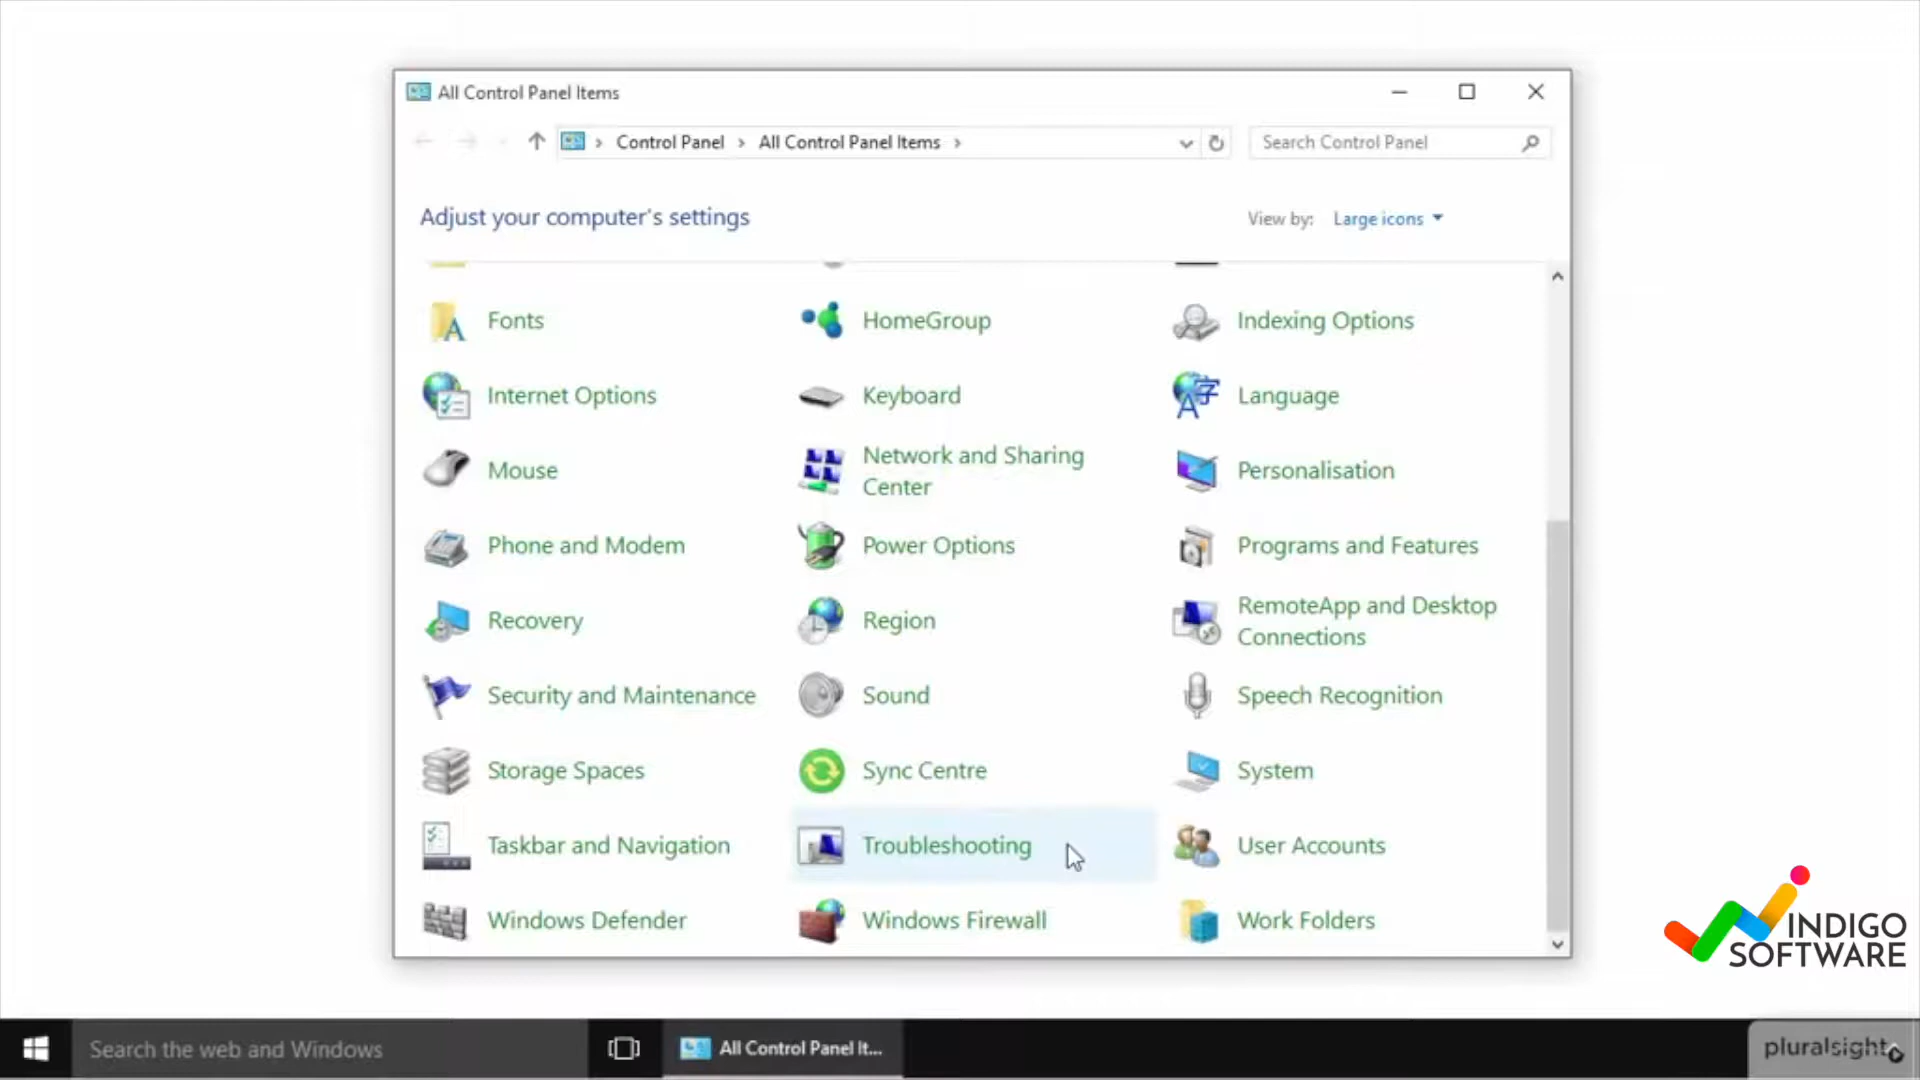 All Control Panel Items
Control Panel
All Control Panel Items
Search Control Panel
Adjust your computer's settings
View by:
Large icons
Fonts
HomeGroup
Indexing Options
Internet Options
Keyboard
Language
Mouse
Network and Sharing
Center
Personalisation
Phone and Modem
Power Options
Programs and Features
Recovery
Region
RemoteApp and Desktop
Connections
Security and Maintenance
Sound
Speech Recognition
Storage Spaces
Sync Centre
System
Taskbar and Navigation
Troubleshooting
User Accounts
Windows Defender
Windows Firewall
Work Folders
INDIGO
SOFTWARE
Search the web and Windows
All Control Panel It...
pluralsight